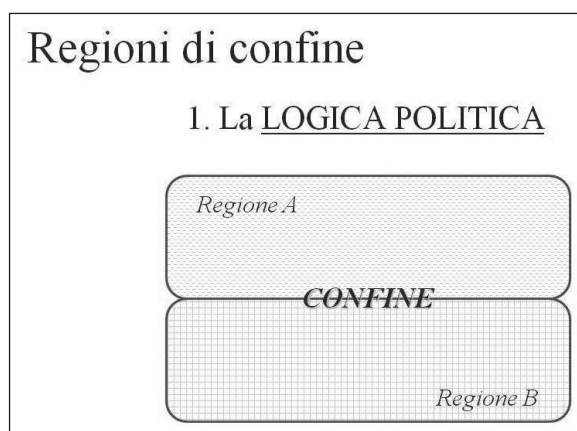 Regioni di confine
1. La LOGICA POLITICA
Regione A
CONFINE
Regione B